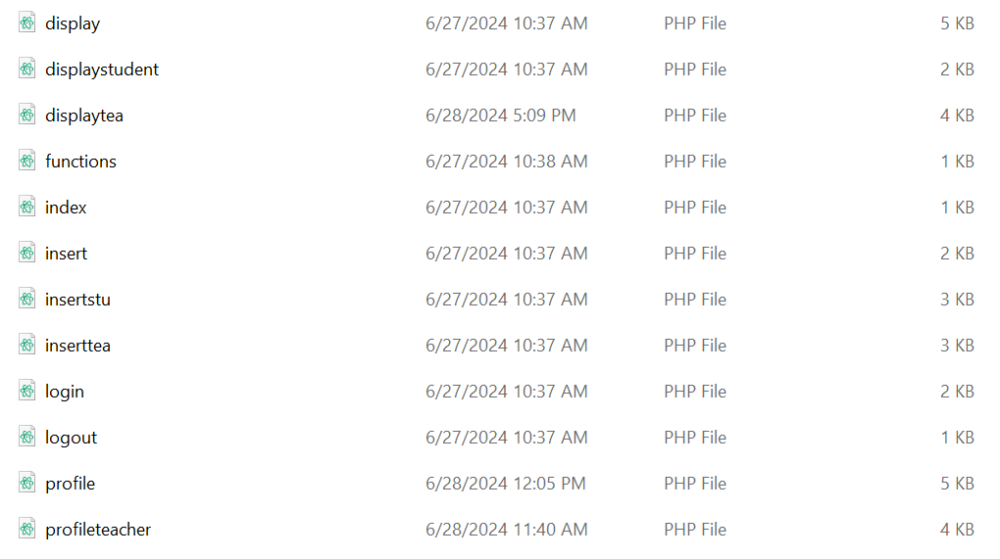 display 6/27/2024 10:37 AM PHP File 5 KB
displaystudent 6/27/2024 10:37 AM PHP File 2 KB
displaytea 6/28/2024 5:09 PM PHP File 4 KB
functions 6/27/2024 10:38 AM PHP File 1 KB
index 6/27/2024 10:37 AM PHP File 1 KB
insert 6/27/2024 10:37 AM PHP File 2 KB
insertstu 6/27/2024 10:37 AM PHP File 3 KB
inserttea 6/27/2024 10:37 AM PHP File 3 KB
login 6/27/2024 10:37 AM PHP File 2 KB
logout 6/27/2024 10:37 AM PHP File 1 KB
profile 6/28/2024 12:05 PM PHP File 5 KB
profileteacher 6/28/2024 11:40 AM PHP File 4 KB